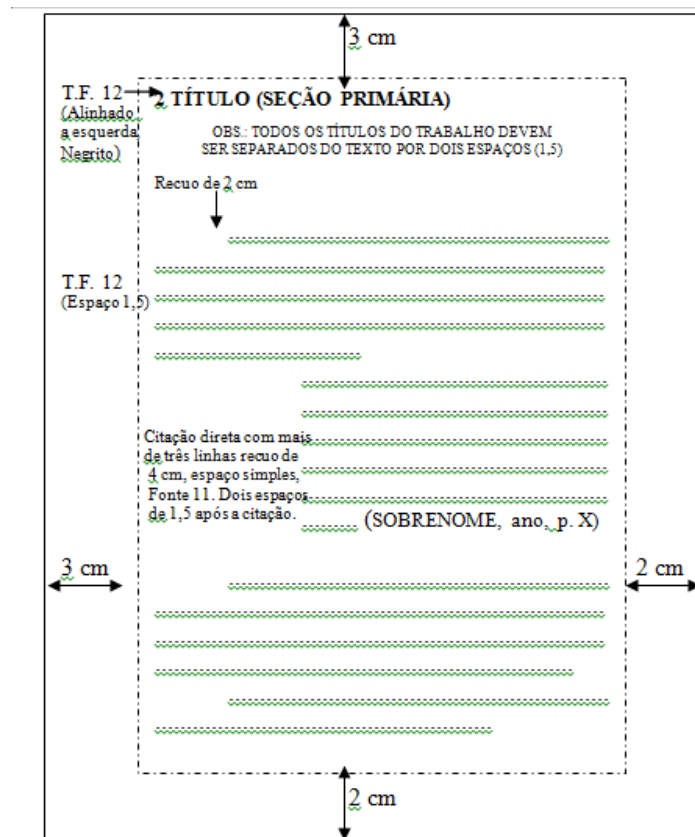 3 cm
T.F. 12
(Alinhado
a esquerda,
Negrito)
2 TÍTULO (SEÇÃO PRIMÁRIA)
OBS.: TODOS OS TÍTULOS DO TRABALHO DEVEM
SER SEPARADOS DO TEXTO POR DOIS ESPAÇOS (1,5)
Recuo de 2 cm
T.F. 12
(Espaço 1,5)
Citação direta com mais
de três linhas recuo de
4 cm, espaço simples,
Fonte 11. Dois espaços
de 1,5 após a citação.
(SOBRENOME, ano, p. X)
3 cm
2 cm
2 cm